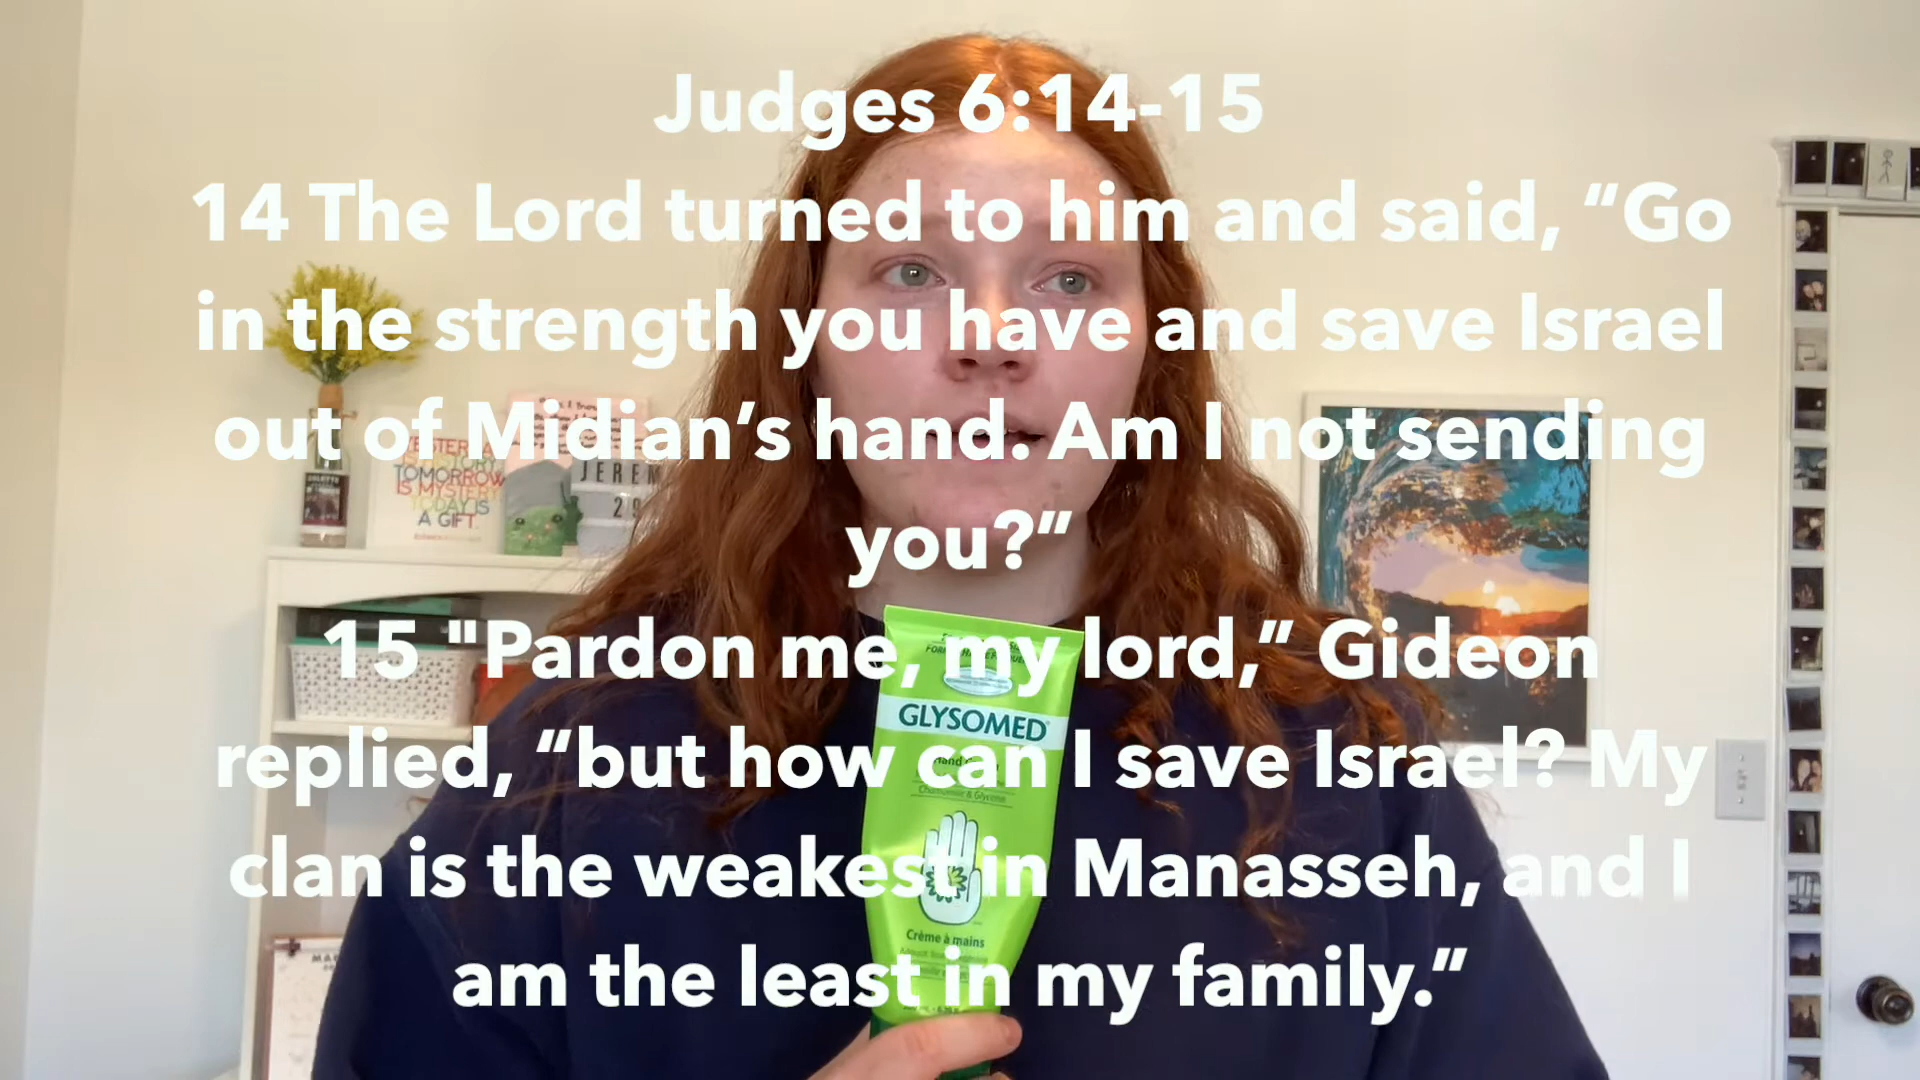 Judges 6:14-15
14 The Lord turned to him and said, “Go
in the strength you have and save Israel
out of Midian’s hand. Am I not sending
you?”
15 "Pardon me, my lord,” Gideon
replied, “but how can I save Israel? My
clan is the weakest in Manasseh, and I
am the least in my family.”
TOMORROW
IS MYSTERY
TODAY IS
A GIFT.
JEREM
29
GLYSOMED
Crème à mains